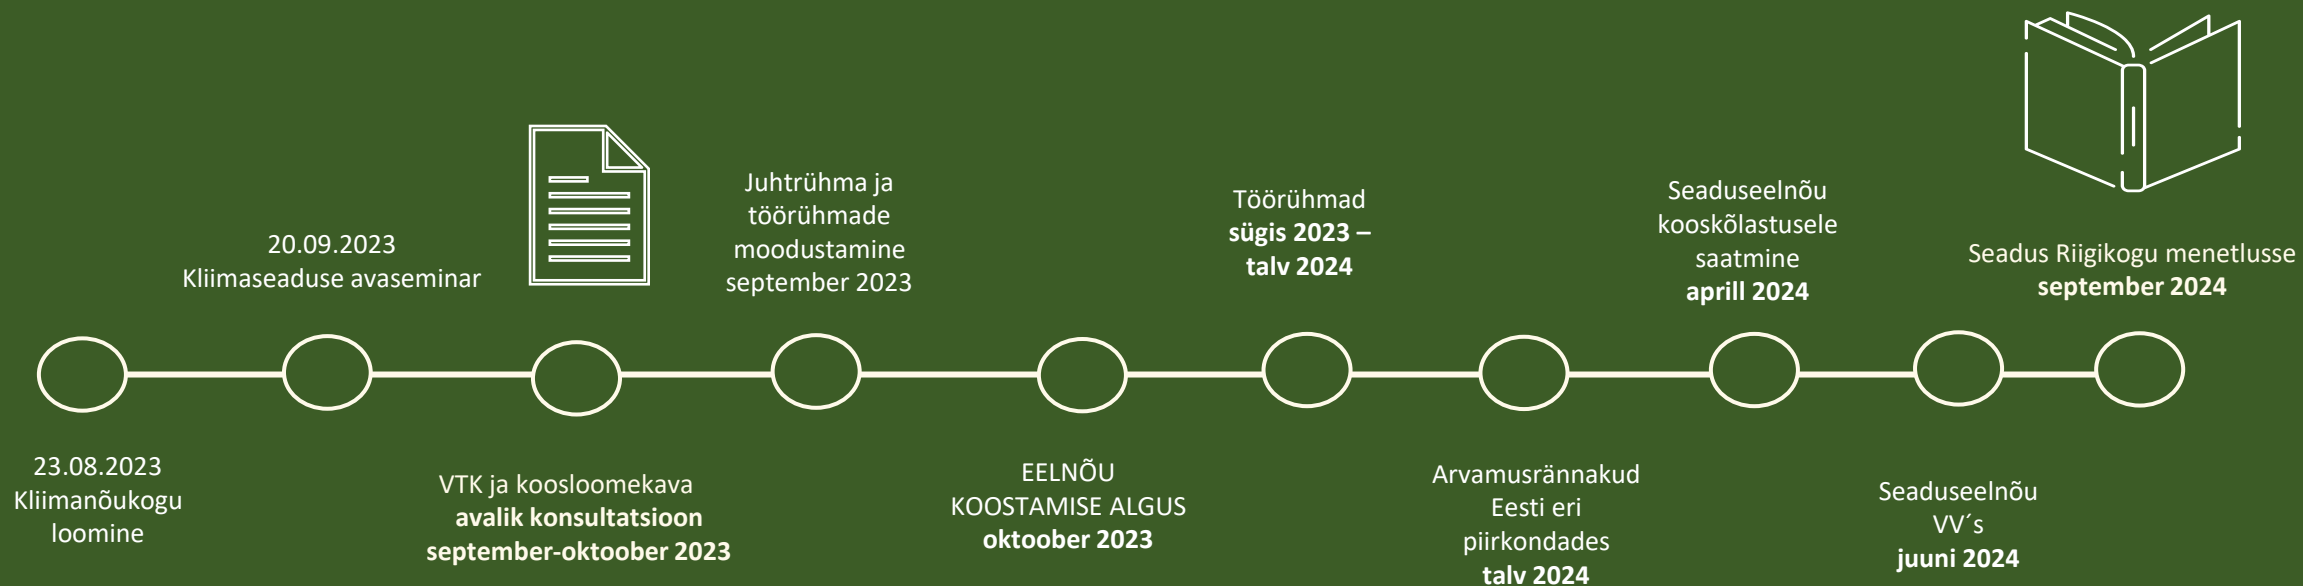 23.08.2023
Kliimanõukogu
loomine
20.09.2023
Kliimaseaduse avaseminar
VTK ja koosloomekava
avalik konsultatsioon
september-oktoober 2023
Juhtrühma ja
töörühmade
moodustamine
september 2023
EELNÕU
KOOSTAMISE ALGUS
oktoober 2023
Töörühmad
sügis 2023 –
talv 2024
Arvamusrännakud
Eesti eri
piirkondades
talv 2024
Seaduseelnõu
kooskõlastusele
saatmine
aprill 2024
Seaduseelnõu
VV´s
juuni 2024
Seadus Riigikogu menetlusse
september 2024